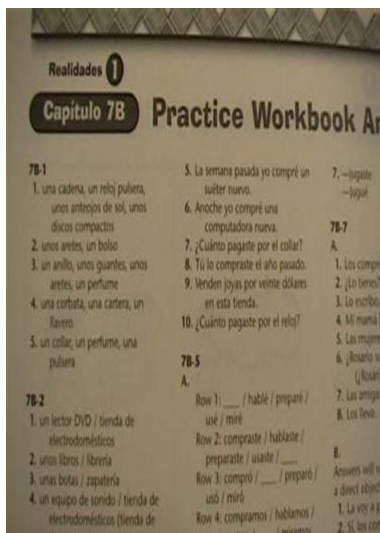 Realidades 1
Capítulo 7B Practice Workbook
7B-1
1. una cadena, un reloj pulsera,
unos anteojos de sol, unos
discos compactos
2. unos aretes, un bolso
3. un anillo, unos guantes, unos
aretes, un perfume
4. una corbata, una cartera, un
llavero
5. un collar, un perfume, una
pulsera
7B-2
1. un lector DVD / tienda de
electrodomésticos
2. unos libros / librería
3. unas botas / zapatería
4. un equipo de sonido / tienda de
electrodomésticos (tienda de
5. La semana pasada yo compré un
suéter nuevo.
6. Anoche yo compré una
computadora nueva.
7. ¿Cuánto pagaste por el collar?
8. Tú lo compraste el año pasado.
9. Venden joyas por veinte dólares
en esta tienda.
10. ¿Cuánto pagaste por el reloj?
7B-5
A.
Row 1: ___ / hablé / preparé /
usé / miré
Row 2: compraste / hablaste /
preparaste / usaste / ___
Row 3: compró / ___ / preparó /
usó / miró
Row 4: compramos / hablamos /
7. —jugaste
—jugué
7B-7
A.
1. Los
2. ¿Lo tienes
3. Lo escribo
4. Mi mamá
5. Las
6. ¿Rosario
7. Las
8. Los llevo.
B.
Answers will
a direct object
1. La voy a
2. Sí, las